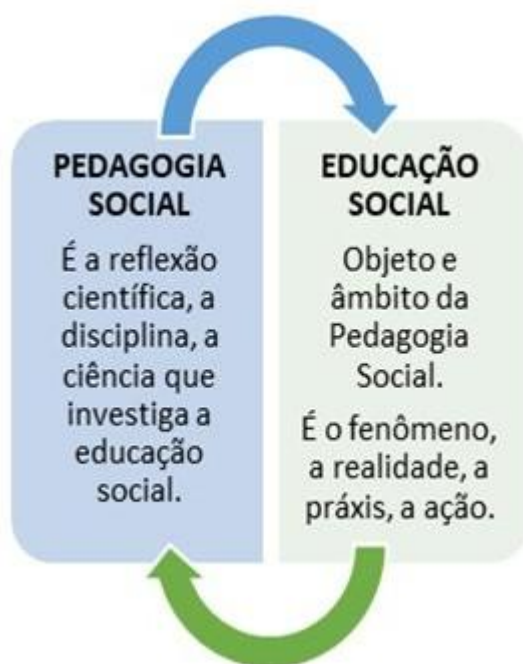 PEDAGOGIA
SOCIAL
É a reflexão
científica, a
disciplina, a
ciência que
investiga a
educação
social.
EDUCAÇÃO
SOCIAL
Objeto e
âmbito da
Pedagogia
Social.
É o fenômeno,
a realidade, a
práxis, a ação.